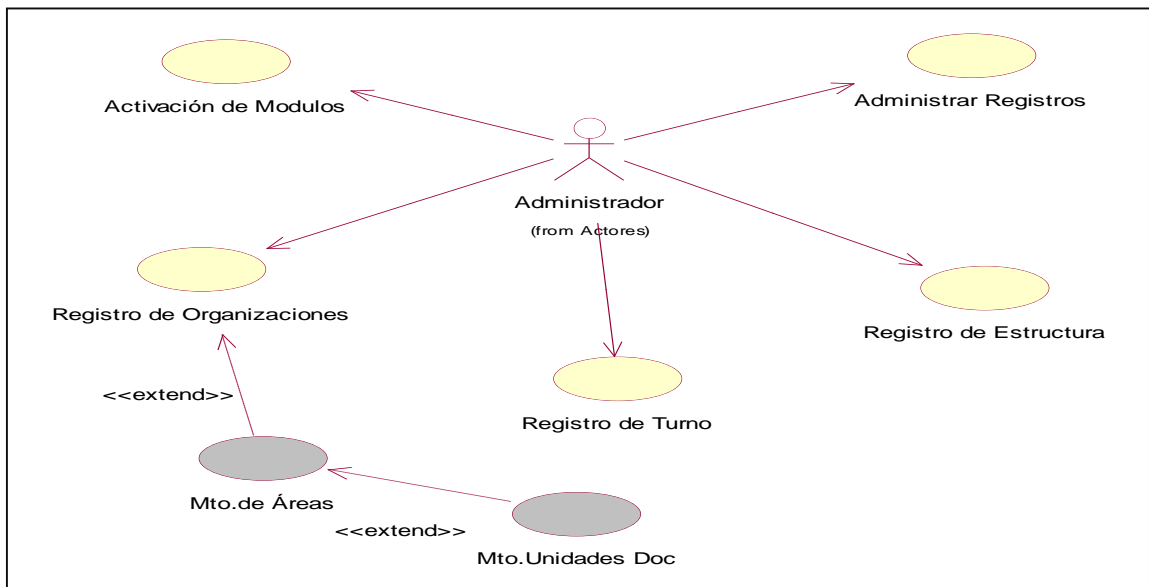 Activación de Modulos
Administrar Registros
Administrador
(from Actores)
Registro de Organizaciones
Registro de Estructura
<<extend>>
Registro de Turno
Mto.de Áreas
<<extend>>
Mto.Unidades Doc